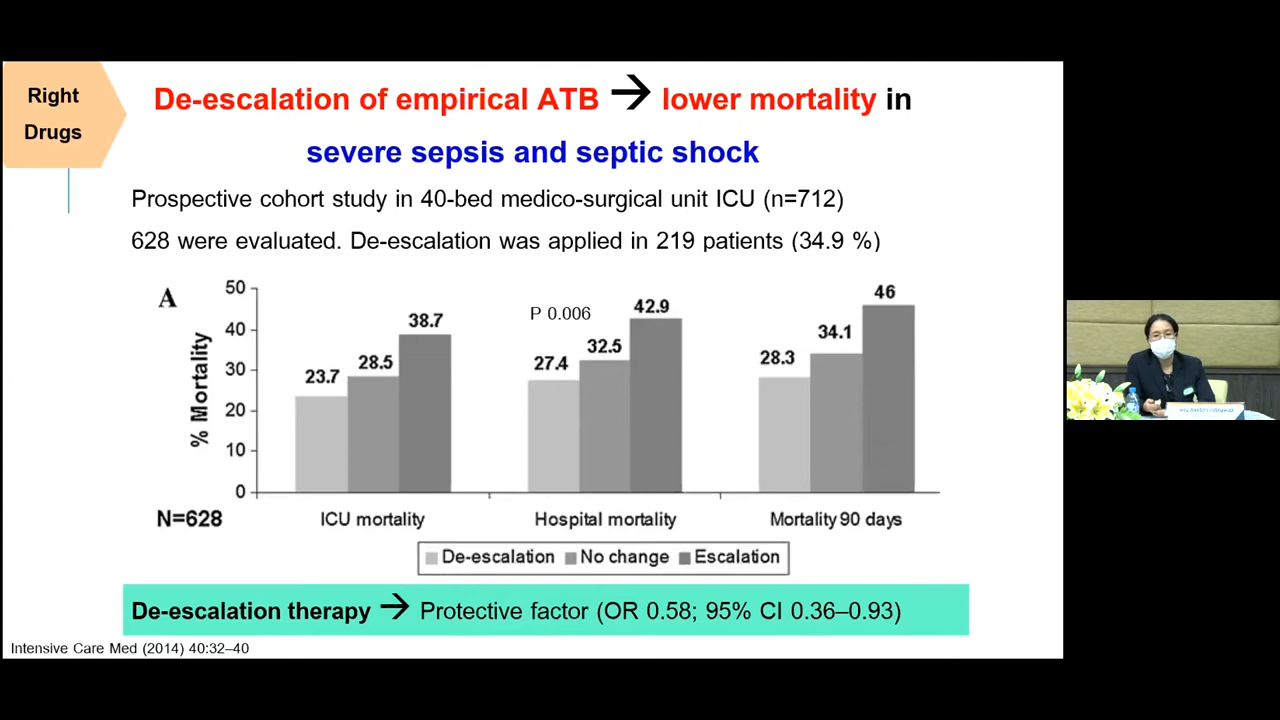 Right
Drugs
De-escalation of empirical ATB → lower mortality in
severe sepsis and septic shock
Prospective cohort study in 40-bed medico-surgical unit ICU (n=712)
628 were evaluated. De-escalation was applied in 219 patients (34.9 %)
A
% Mortality
50
40
30
20
10
0
23.7
28.5
38.7
P 0.006
27.4
32.5
42.9
28.3
34.1
46
N=628
ICU mortality
Hospital mortality
Mortality 90 days
De-escalation No change Escalation
De-escalation therapy → Protective factor (OR 0.58; 95% CI 0.36–0.93)
Intensive Care Med (2014) 40:32–40